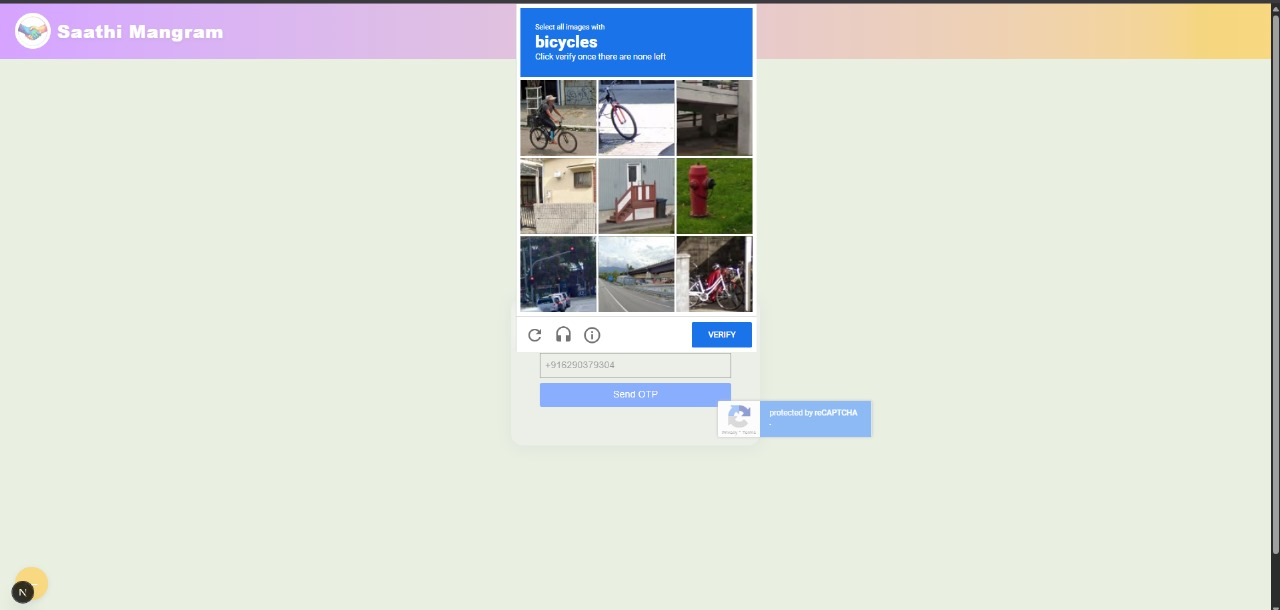 Saathi Mangram
Select all images with
bicycles
Click verify once there are none left
VERIFY
+916290379304
Send OTP
protected by reCAPTCHA
Privacy - Terms
N